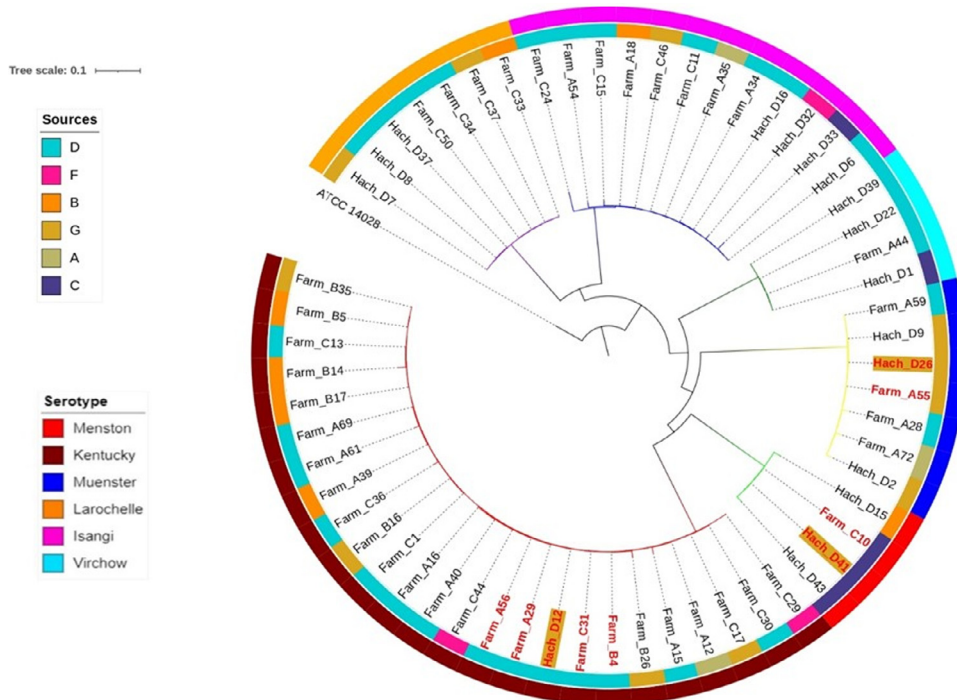 Tree scale: 0.1
Sources
D
F
B
G
A
C
Serotype
Menston
Kentucky
Muenster
Larochelle
Isangi
Virchow
ATCC 14028
Hach_D7
Hach_D8
Hach_D37
Farm_C50
Farm_C34
Farm_C37
Farm_C33
Farm_C24
Farm_A54
Farm_C15
Farm_A18
Farm_C46
Farm_C11
Farm_A35
Farm_A34
Hach_D16
Hach_D32
Hach_D33
Hach_D6
Hach_D39
Hach_D22
Farm_A44
Hach_D1
Farm_A59
Hach_D9
Hach_D26
Farm_A55
Farm_A28
Farm_A72
Hach_D2
Hach_D15
Farm_C10
Hach_D41
Hach_D43
Farm_C29
Farm_C30
Farm_C17
Farm_A12
Farm_A15
Farm_B26
Farm_B4
Farm_C31
Hach_D12
Farm_A29
Farm_A56
Farm_C44
Farm_A40
Farm_A16
Farm_C1
Farm_B16
Farm_C36
Farm_A39
Farm_A61
Farm_A69
Farm_B17
Farm_B14
Farm_C13
Farm_B5
Farm_B35